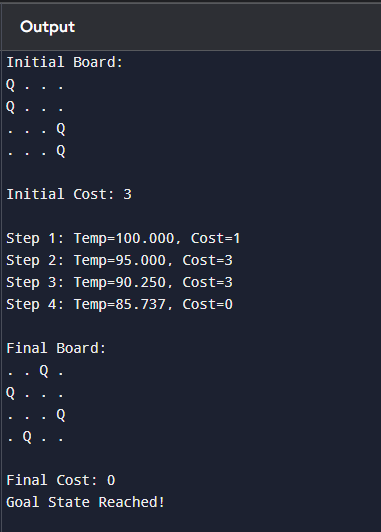 Output
Initial Board:
Q . . .
Q . . .
. . . Q
. . . Q
Initial Cost: 3
Step 1: Temp=100.000, Cost=1
Step 2: Temp=95.000, Cost=3
Step 3: Temp=90.250, Cost=3
Step 4: Temp=85.737, Cost=0
Final Board:
. . Q .
Q . . .
. . . Q
. Q . .
Final Cost: 0
Goal State Reached!